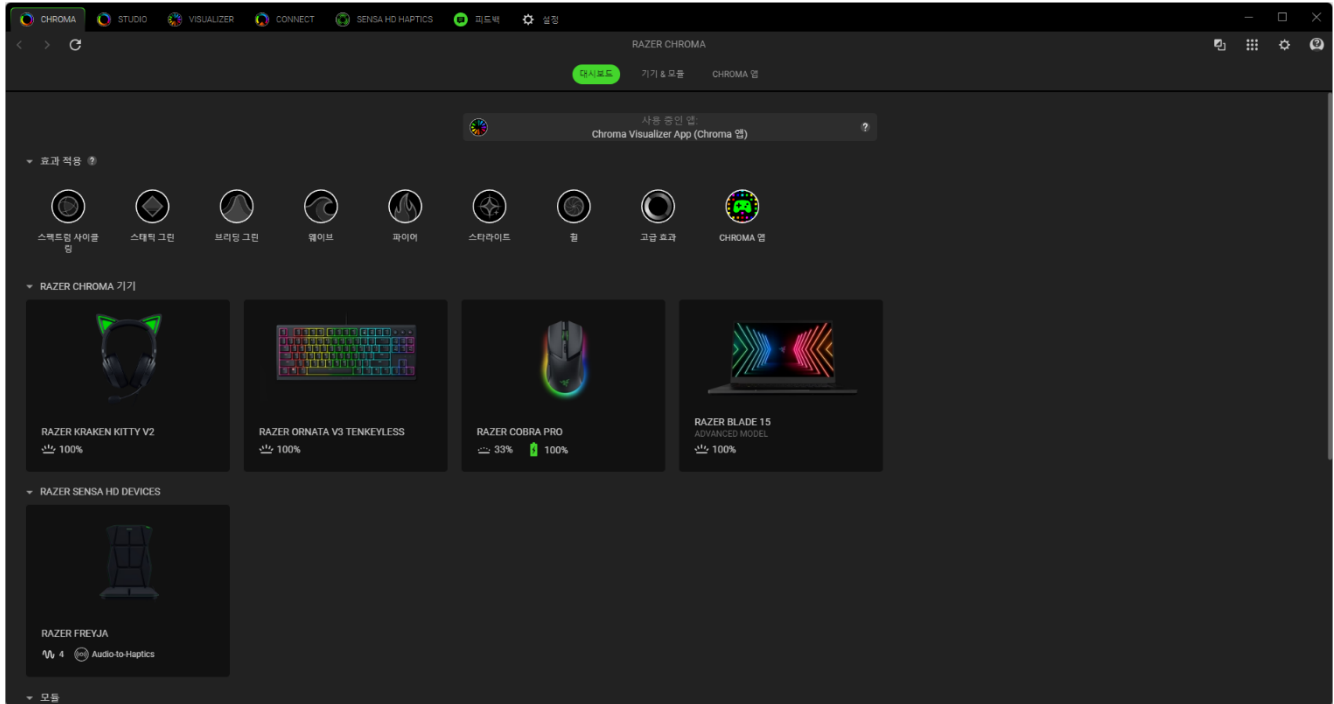 CHROMA
STUDIO
VISUALIZER
CONNECT
SENSA HD HAPTICS
피드백
설정
RAZER CHROMA
대시보드
기기 & 모듈
CHROMA 앱
사용 중인 앱:
Chroma Visualizer App (Chroma 앱)
효과 적용
스펙트럼 사이클
링
스태틱 그린
브리딩 그린
웨이브
파이어
스타라이트
휠
고급 효과
CHROMA 앱
RAZER CHROMA 기기
RAZER KRAKEN KITTY V2
100%
RAZER ORNATA V3 TENKEYLESS
100%
RAZER COBRA PRO
33% 100%
RAZER BLADE 15
ADVANCED MODEL
100%
RAZER SENSA HD DEVICES
RAZER FREYJA
4 Audio-to-Haptics
모듈